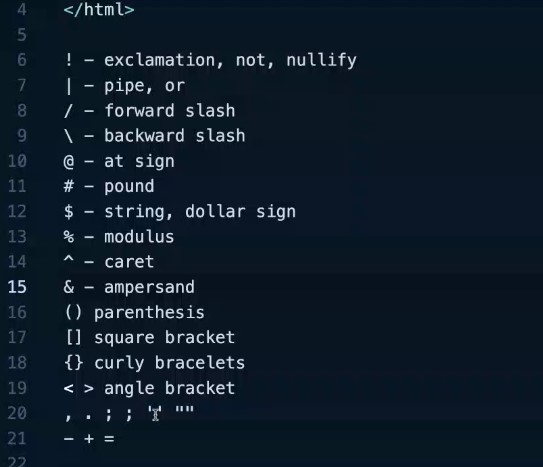 4 </html>
5
6 ! – exclamation, not, nullify
7 | – pipe, or
8 / – forward slash
9 \ – backward slash
10 @ – at sign
11 # – pound
12 $ – string, dollar sign
13 % – modulus
14 ^ – caret
15 & – ampersand
16 () parenthesis
17 [] square bracket
18 {} curly bracelets
19 < > angle bracket
20 , . ; ; '' ""
21 – + =
22